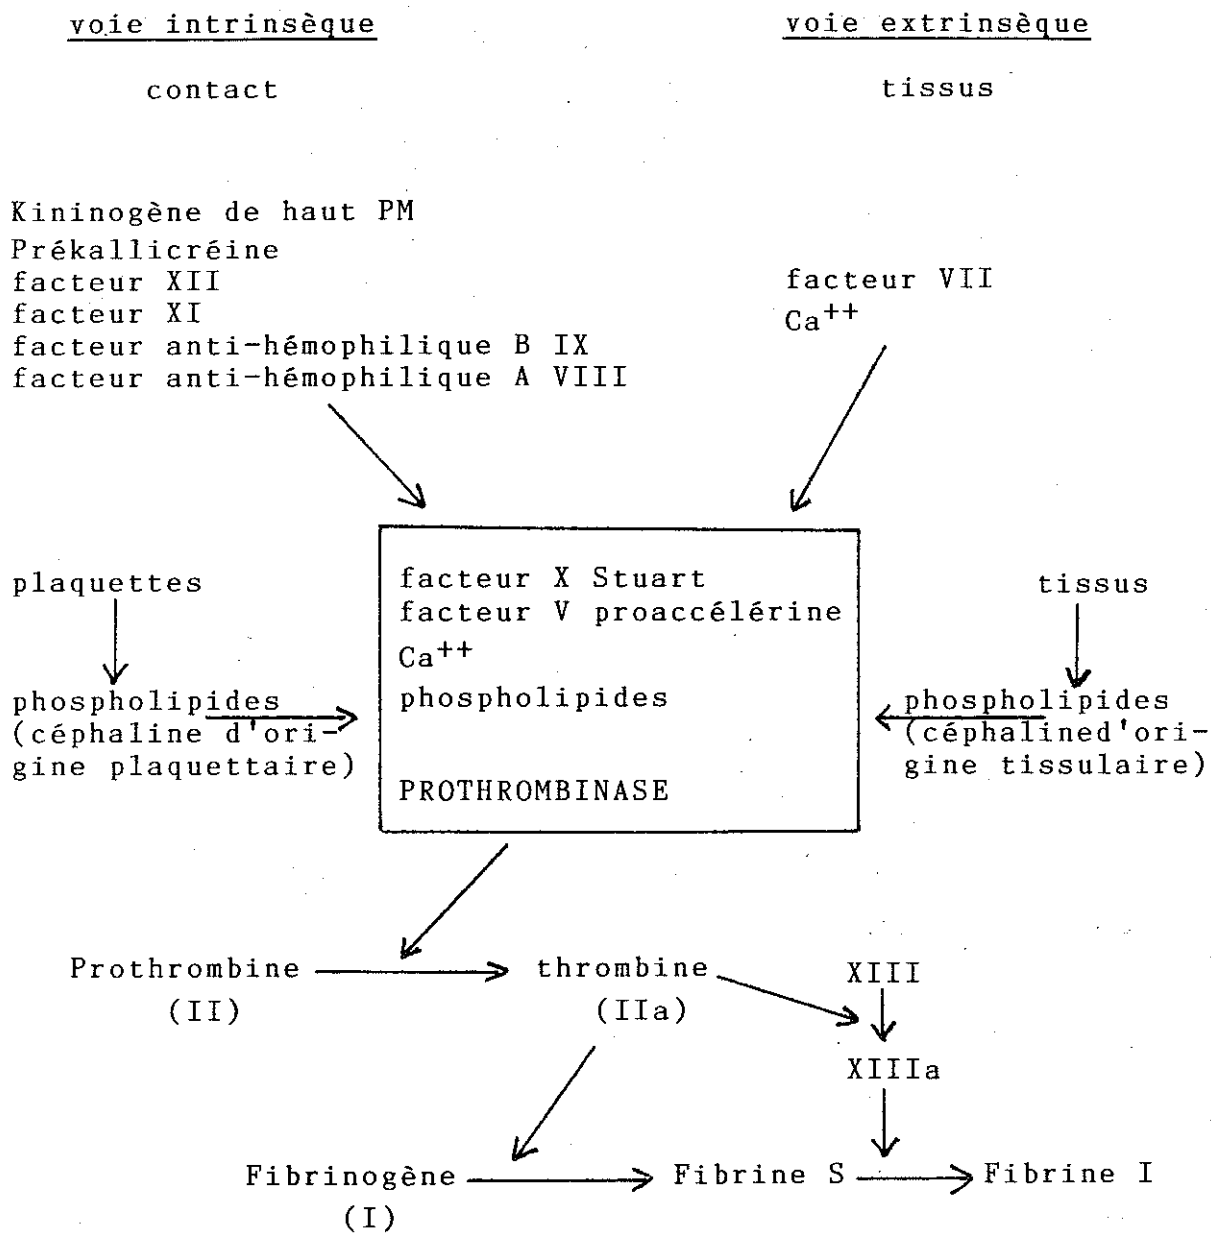 voie intrinsèque
voie extrinsèque
contact
tissus
Kininogène de haut PM
Prékallicréine
facteur XII
facteur XI
facteur anti-hémophilique B IX
facteur anti-hémophilique A VIII
facteur VII
Ca++
plaquettes
phospholipides
(céphaline d'ori-
gine plaquettaire)
facteur X Stuart
facteur V proaccélérine
Ca++
phospholipides
PROTHROMBINASE
tissus
phospholipides
(céphalined'ori-
gine tissulaire)
Prothrombine
(II)
thrombine
(IIa)
XIII
XIIIa
Fibrinogène
(I)
Fibrine S
Fibrine I